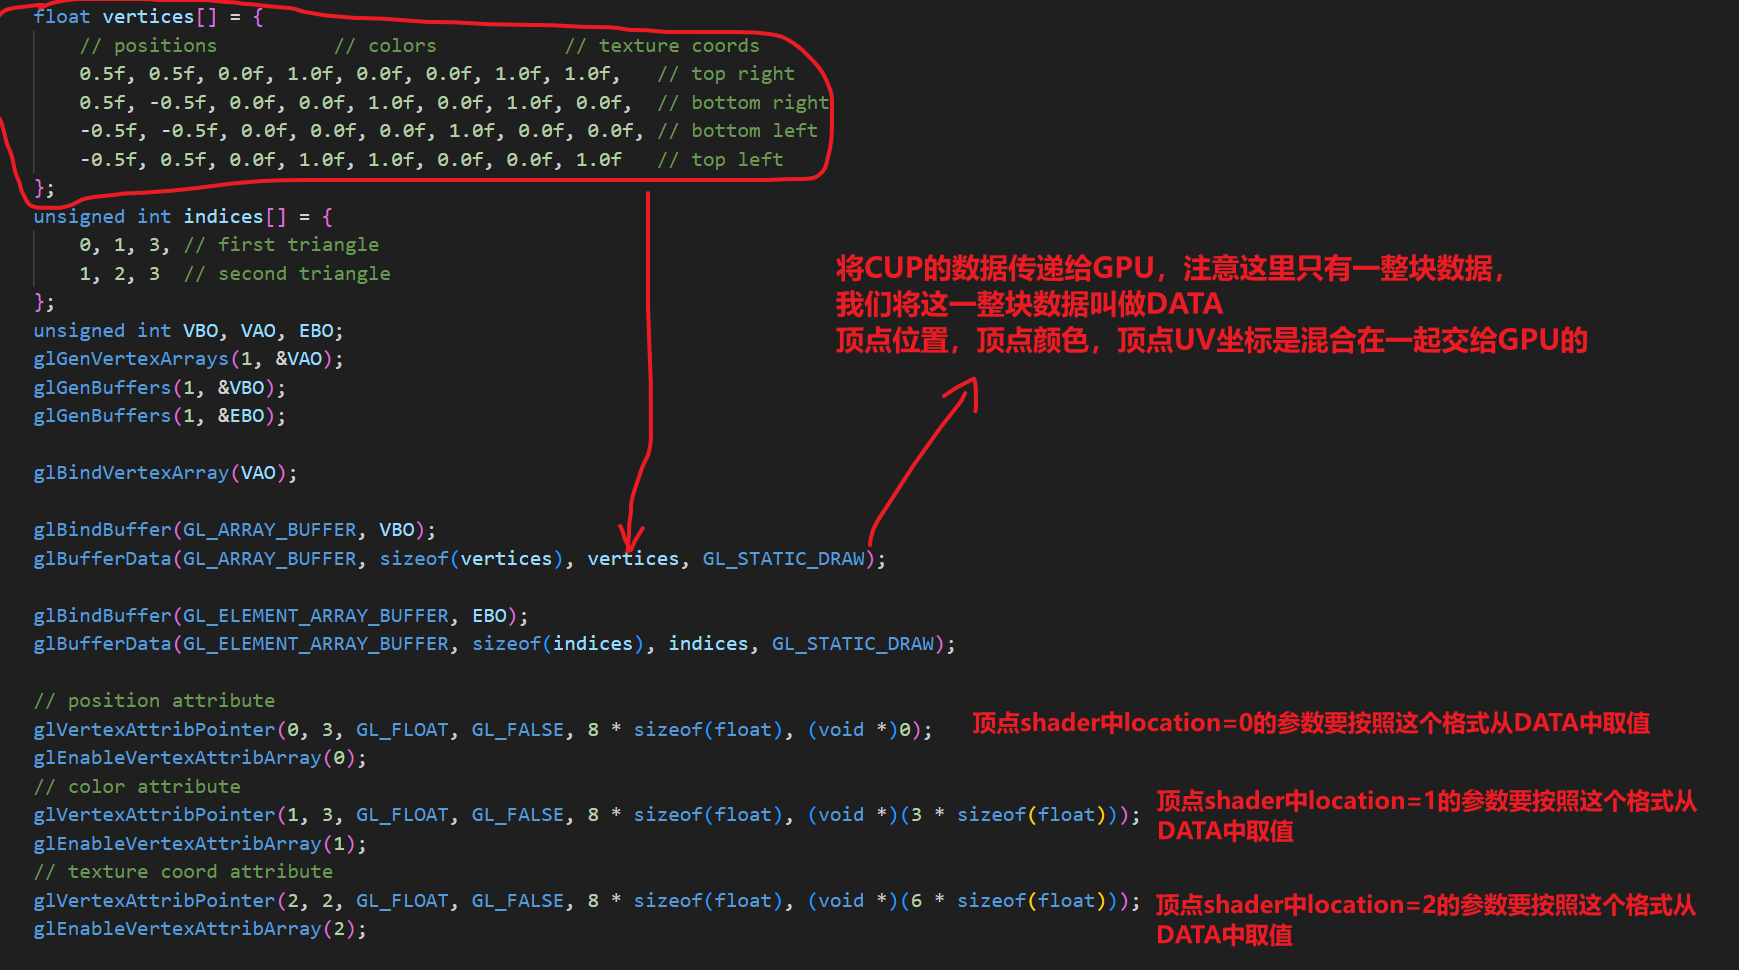 float vertices[] = {
// positions // colors // texture coords
0.5f, 0.5f, 0.0f, 1.0f, 0.0f, 0.0f, 1.0f, 1.0f, // top right
0.5f, -0.5f, 0.0f, 0.0f, 1.0f, 0.0f, 1.0f, 0.0f, // bottom right
-0.5f, -0.5f, 0.0f, 0.0f, 0.0f, 1.0f, 0.0f, 0.0f, // bottom left
-0.5f, 0.5f, 0.0f, 1.0f, 1.0f, 0.0f, 0.0f, 1.0f // top left
};
unsigned int indices[] = {
0, 1, 3, // first triangle
1, 2, 3 // second triangle
};
unsigned int VBO, VAO, EBO;
glGenVertexArrays(1, &VAO);
glGenBuffers(1, &VBO);
glGenBuffers(1, &EBO);
将CUP的数据传递给GPU，注意这里只有一整块数据，
我们将这一整块数据叫做DATA
顶点位置，顶点颜色，顶点UV坐标是混合在一起交给GPU的
glBindVertexArray(VAO);
glBindBuffer(GL_ARRAY_BUFFER, VBO);
glBufferData(GL_ARRAY_BUFFER, sizeof(vertices), vertices, GL_STATIC_DRAW);
glBindBuffer(GL_ELEMENT_ARRAY_BUFFER, EBO);
glBufferData(GL_ELEMENT_ARRAY_BUFFER, sizeof(indices), indices, GL_STATIC_DRAW);
// position attribute
glVertexAttribPointer(0, 3, GL_FLOAT, GL_FALSE, 8 * sizeof(float), (void *)0);
顶点shader中location=0的参数要按照这个格式从DATA中取值
glEnableVertexAttribArray(0);
// color attribute
glVertexAttribPointer(1, 3, GL_FLOAT, GL_FALSE, 8 * sizeof(float), (void *)(3 * sizeof(float)));
顶点shader中location=1的参数要按照这个格式从
DATA中取值
glEnableVertexAttribArray(1);
// texture coord attribute
glVertexAttribPointer(2, 2, GL_FLOAT, GL_FALSE, 8 * sizeof(float), (void *)(6 * sizeof(float)));
顶点shader中location=2的参数要按照这个格式从
DATA中取值
glEnableVertexAttribArray(2);